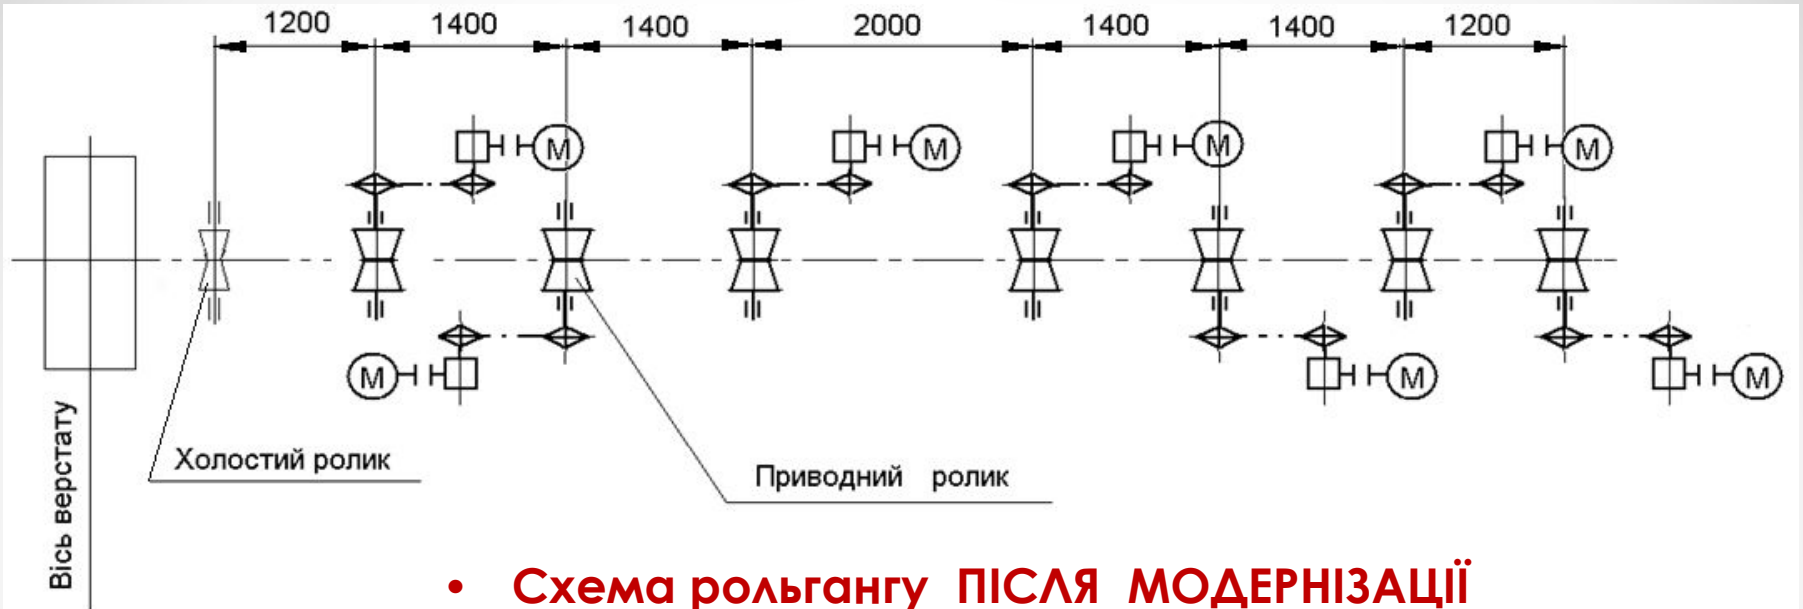 1200 1400 1400 2000 1400 1400 1200
М М М М
М М М
Холостий ролик
Приводний ролик
Вісь верстату
• Схема рольгангу ПІСЛЯ МОДЕРНІЗАЦІЇ